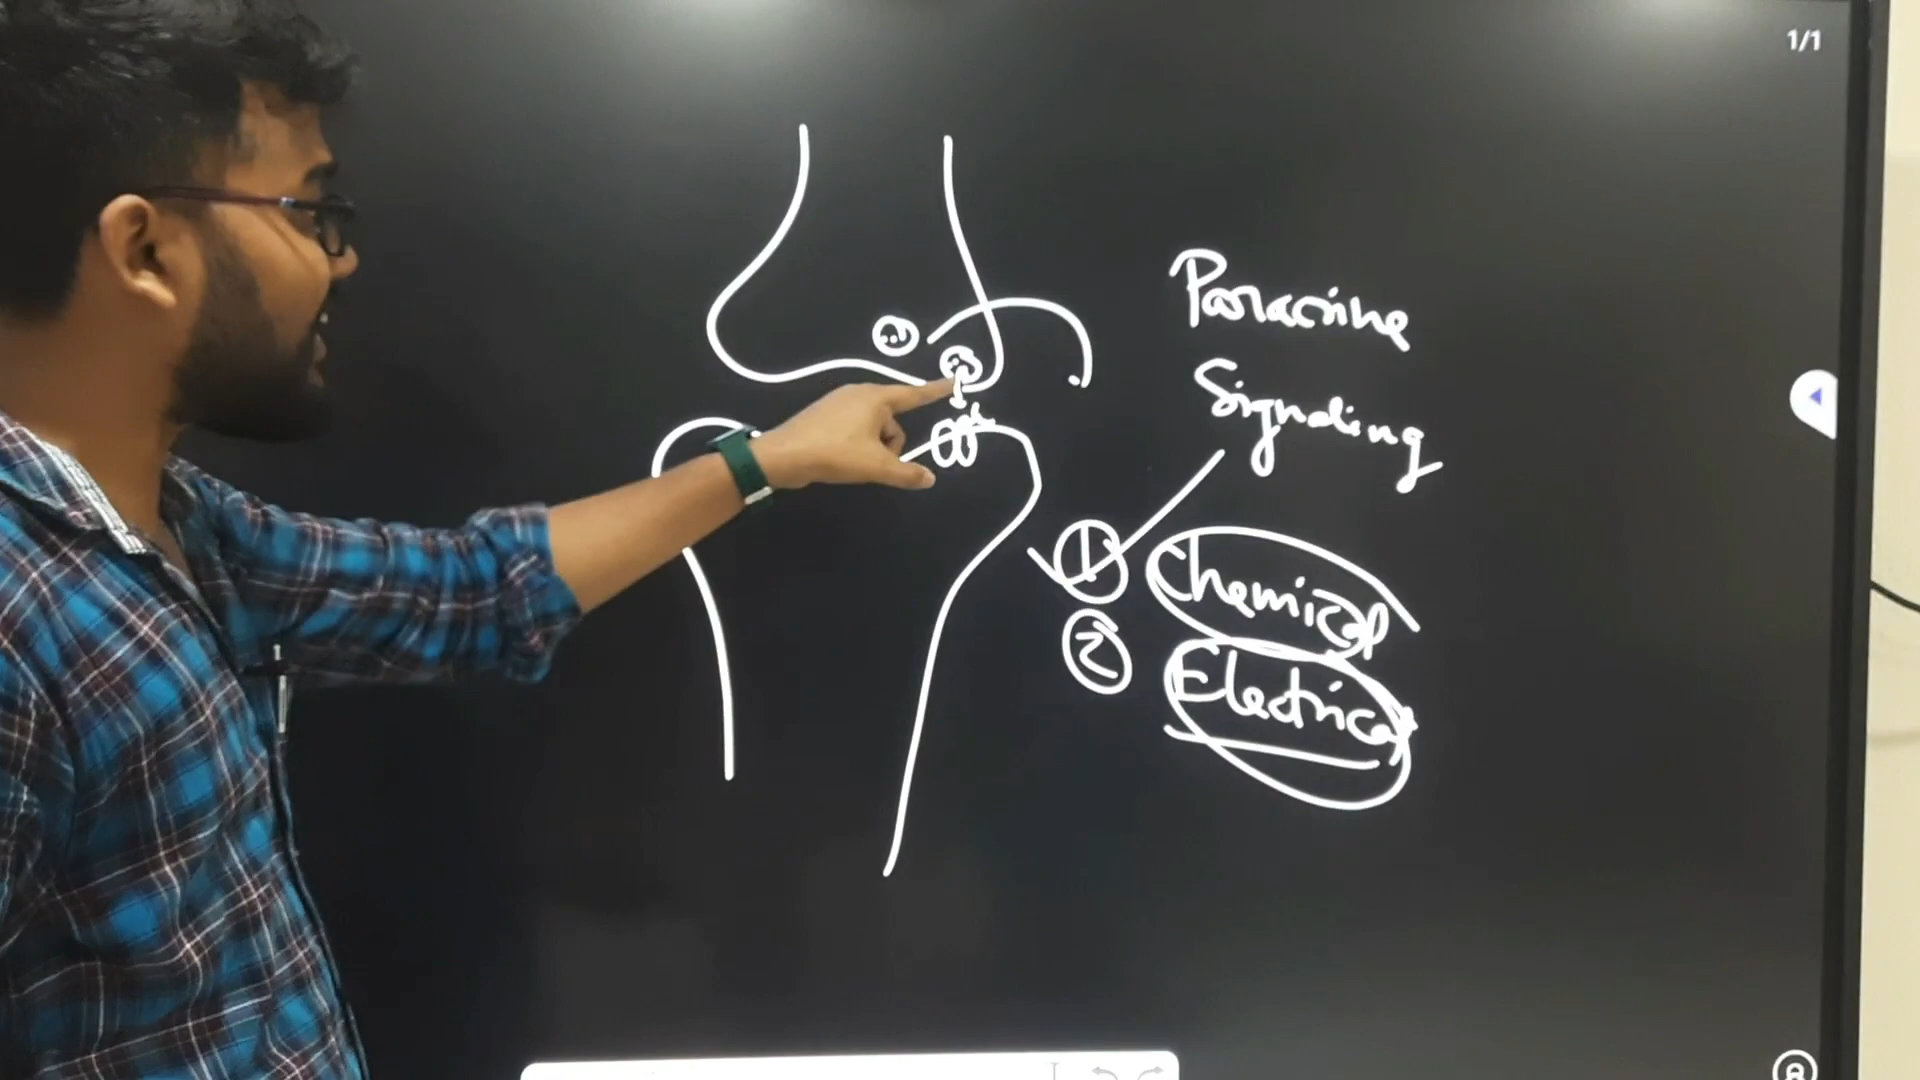 1/1
Paracrine
Signaling
1 Chemical
2 Electrical